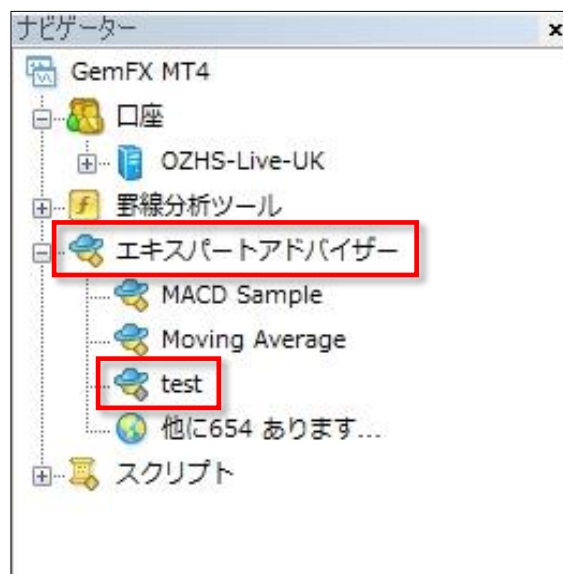 ナビゲーター
GemFX MT4
口座
OZHS-Live-UK
罫線分析ツール
エキスパートアドバイザー
MACD Sample
Moving Average
test
他に654 あります...
スクリプト